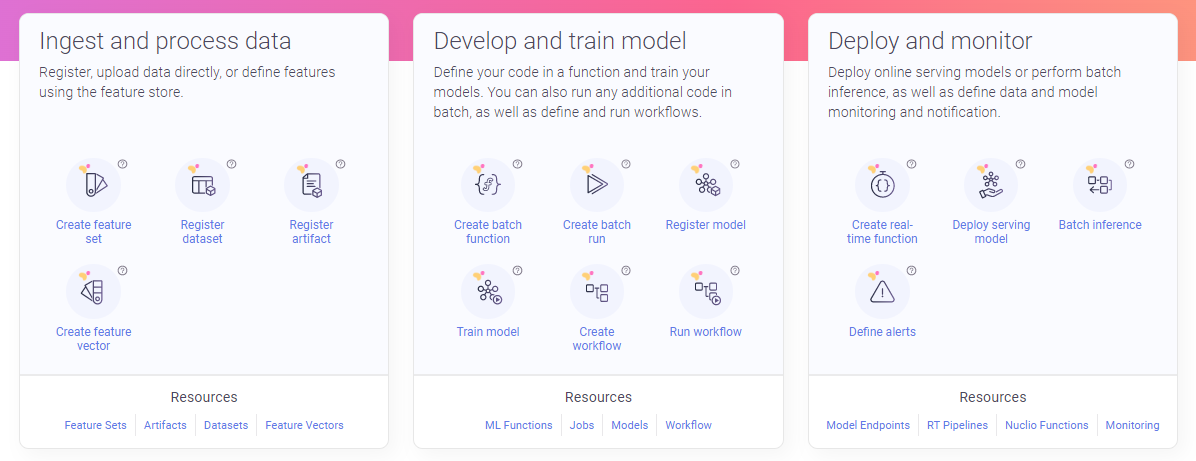 Ingest and process data
Register, upload data directly, or define features
using the feature store.
Create feature
set
Register
dataset
Register
artifact
Create feature
vector
Resources
Feature Sets
Artifacts
Datasets
Feature Vectors
Develop and train model
Define your code in a function and train your
models. You can also run any additional code in
batch, as well as define and run workflows.
Create batch
function
Create batch
run
Register model
Train model
Create
workflow
Run workflow
Resources
ML Functions
Jobs
Models
Workflow
Deploy and monitor
Deploy online serving models or perform batch
inference, as well as define data and model
monitoring and notification.
Create real-
time function
Deploy serving
model
Batch inference
Define alerts
Resources
Model Endpoints
RT Pipelines
Nuclio Functions
Monitoring